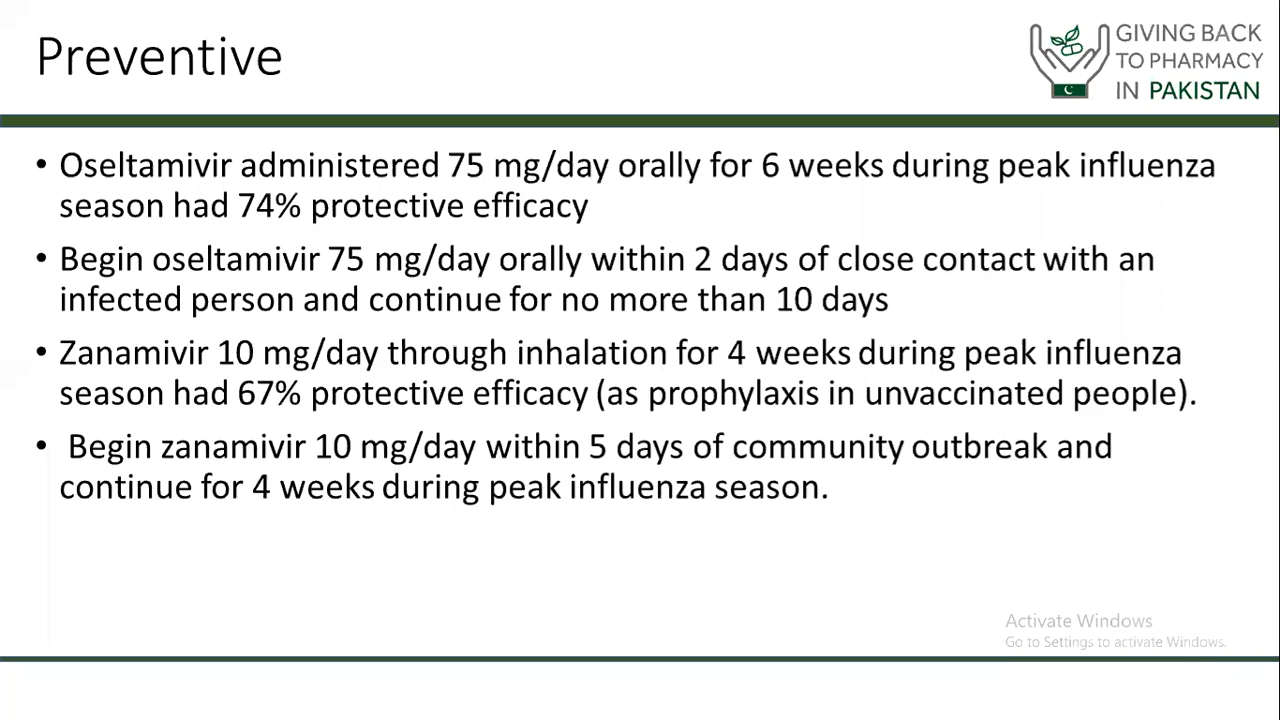 Preventive
GIVING BACK
TO PHARMACY
IN PAKISTAN
• Oseltamivir administered 75 mg/day orally for 6 weeks during peak influenza
season had 74% protective efficacy
• Begin oseltamivir 75 mg/day orally within 2 days of close contact with an
infected person and continue for no more than 10 days
• Zanamivir 10 mg/day through inhalation for 4 weeks during peak influenza
season had 67% protective efficacy (as prophylaxis in unvaccinated people).
• Begin zanamivir 10 mg/day within 5 days of community outbreak and
continue for 4 weeks during peak influenza season.
Activate Windows
Go to Settings to activate Windows.